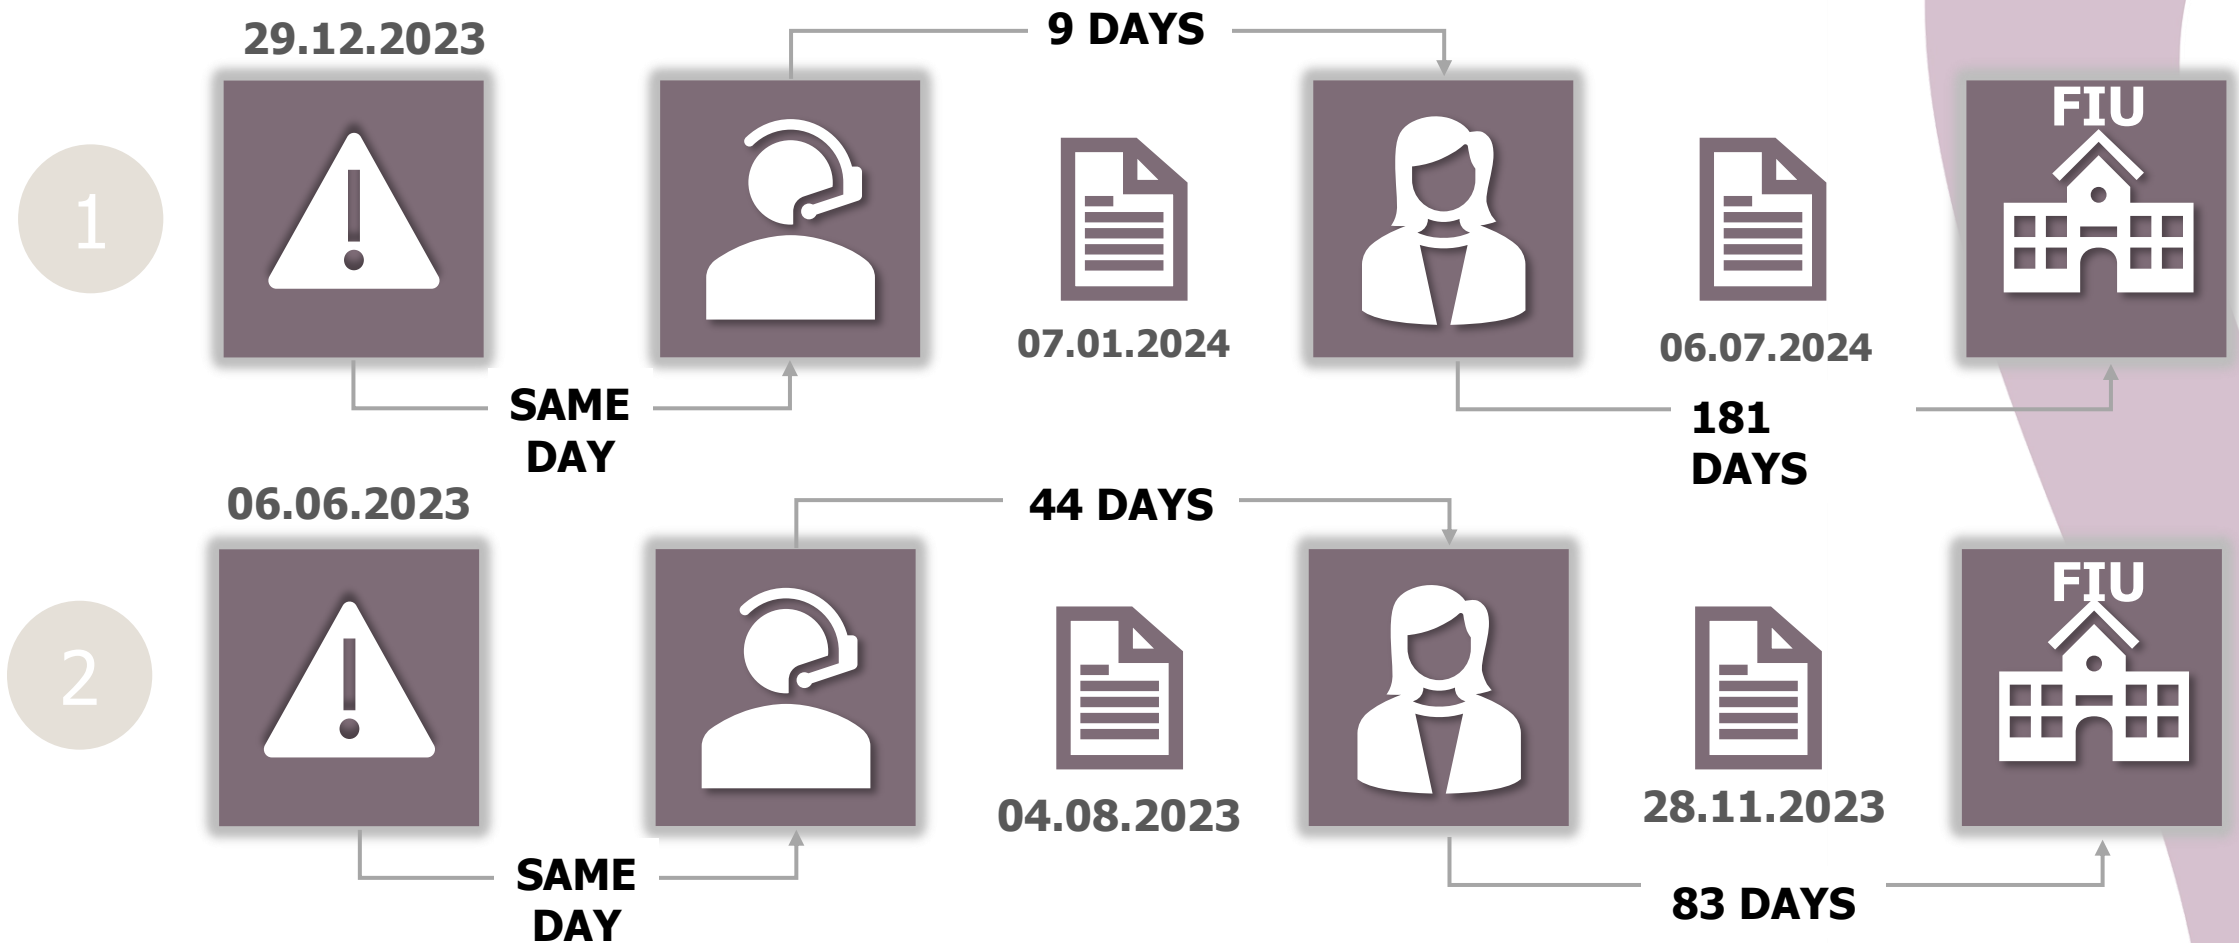 29.12.2023
9 DAYS
FIU
1
07.01.2024
06.07.2024
SAME
DAY
181
DAYS
06.06.2023
44 DAYS
FIU
2
04.08.2023
28.11.2023
SAME
DAY
83 DAYS